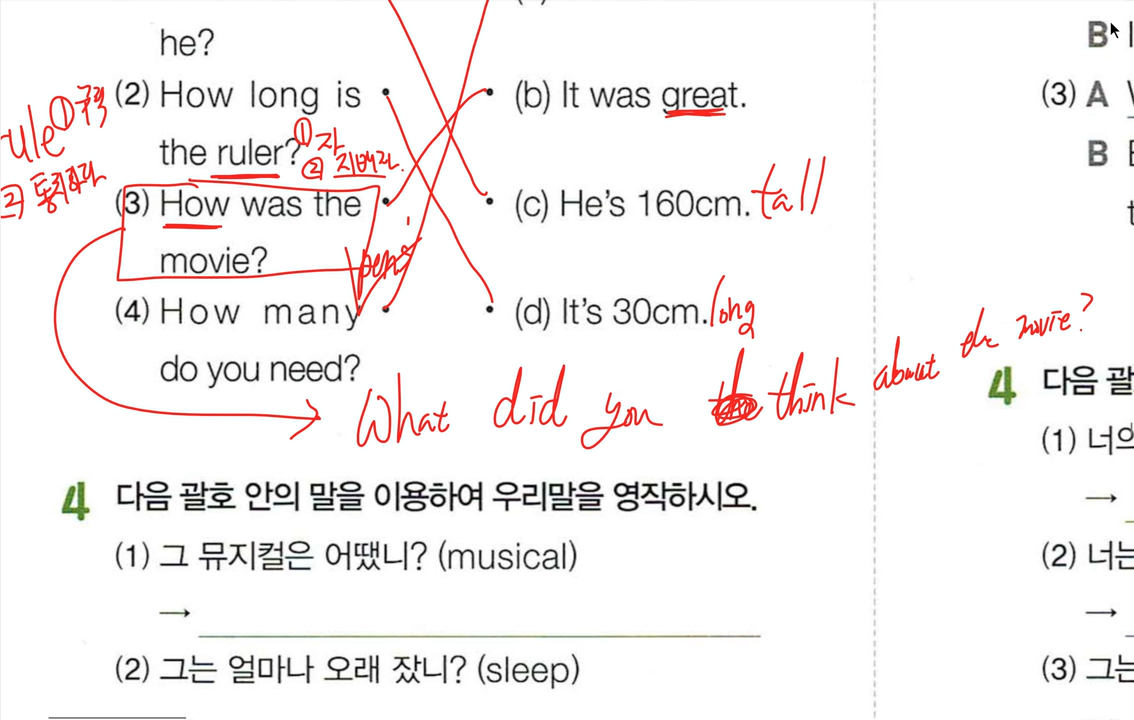 he?
(2) How long is
the ruler?
(3) How was the
movie?
(4) How many
do you need?
(b) It was great.
(c) He's 160cm.
(d) It's 30cm.
rule ① 규칙
② 통치하다
① 자
② 지배자.
tall
long
pens
What did you think about the movie?
4 다음 괄호 안의 말을 이용하여 우리말을 영작하시오.
(1) 그 뮤지컬은 어땠니? (musical)
→
(2) 그는 얼마나 오래 잤니? (sleep)
B
(3) A
B
4 다음 괄
(1) 너의
→
(2) 너는
→
(3) 그는